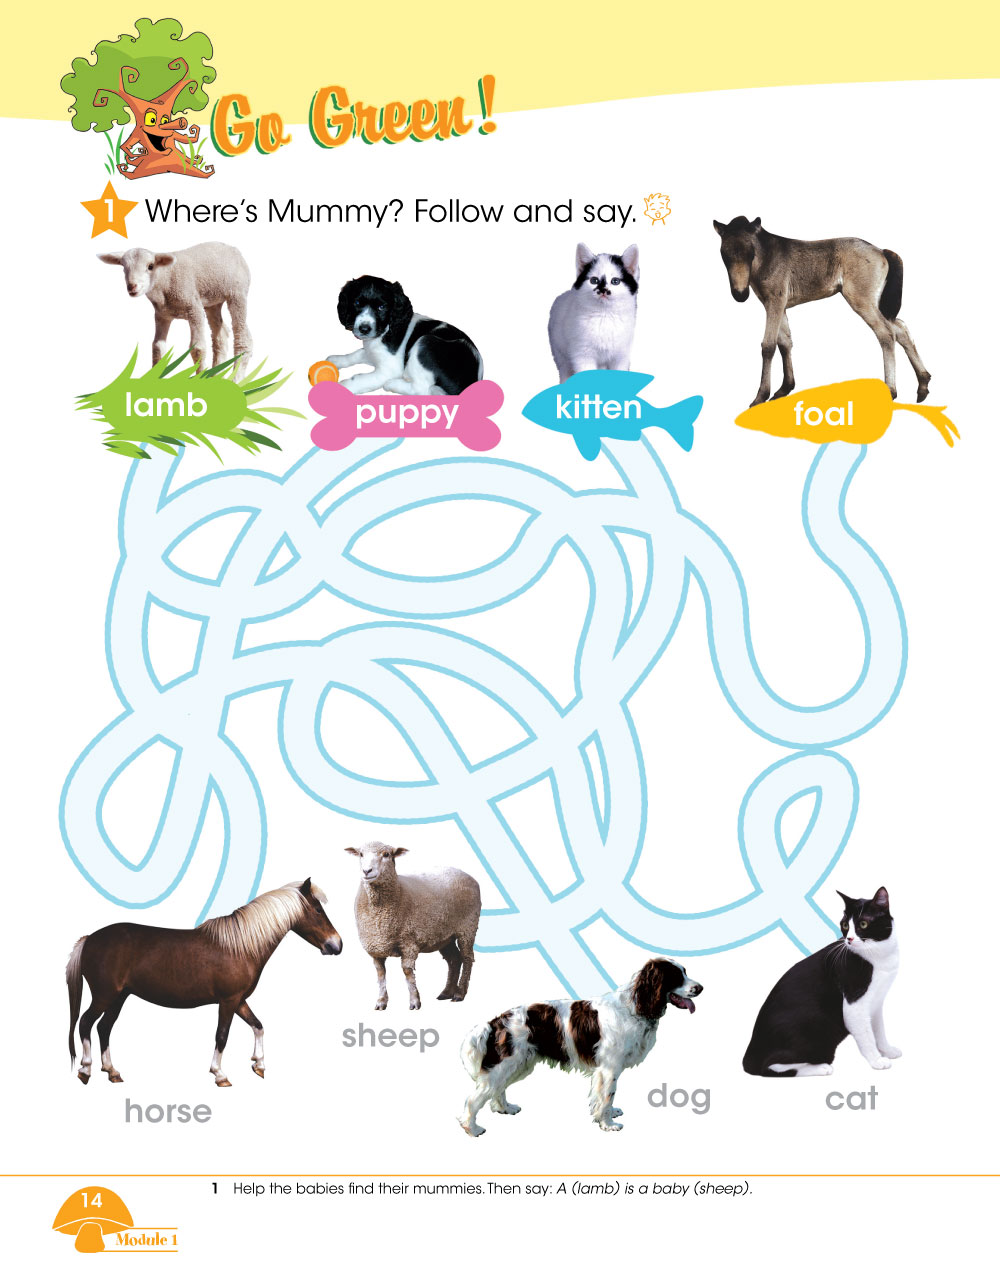 Go Green!
1 Where's Mummy? Follow and say.
lamb
puppy
kitten
foal
sheep
horse
dog
cat
1 Help the babies find their mummies. Then say: A (lamb) is a baby (sheep).
14
Module 1